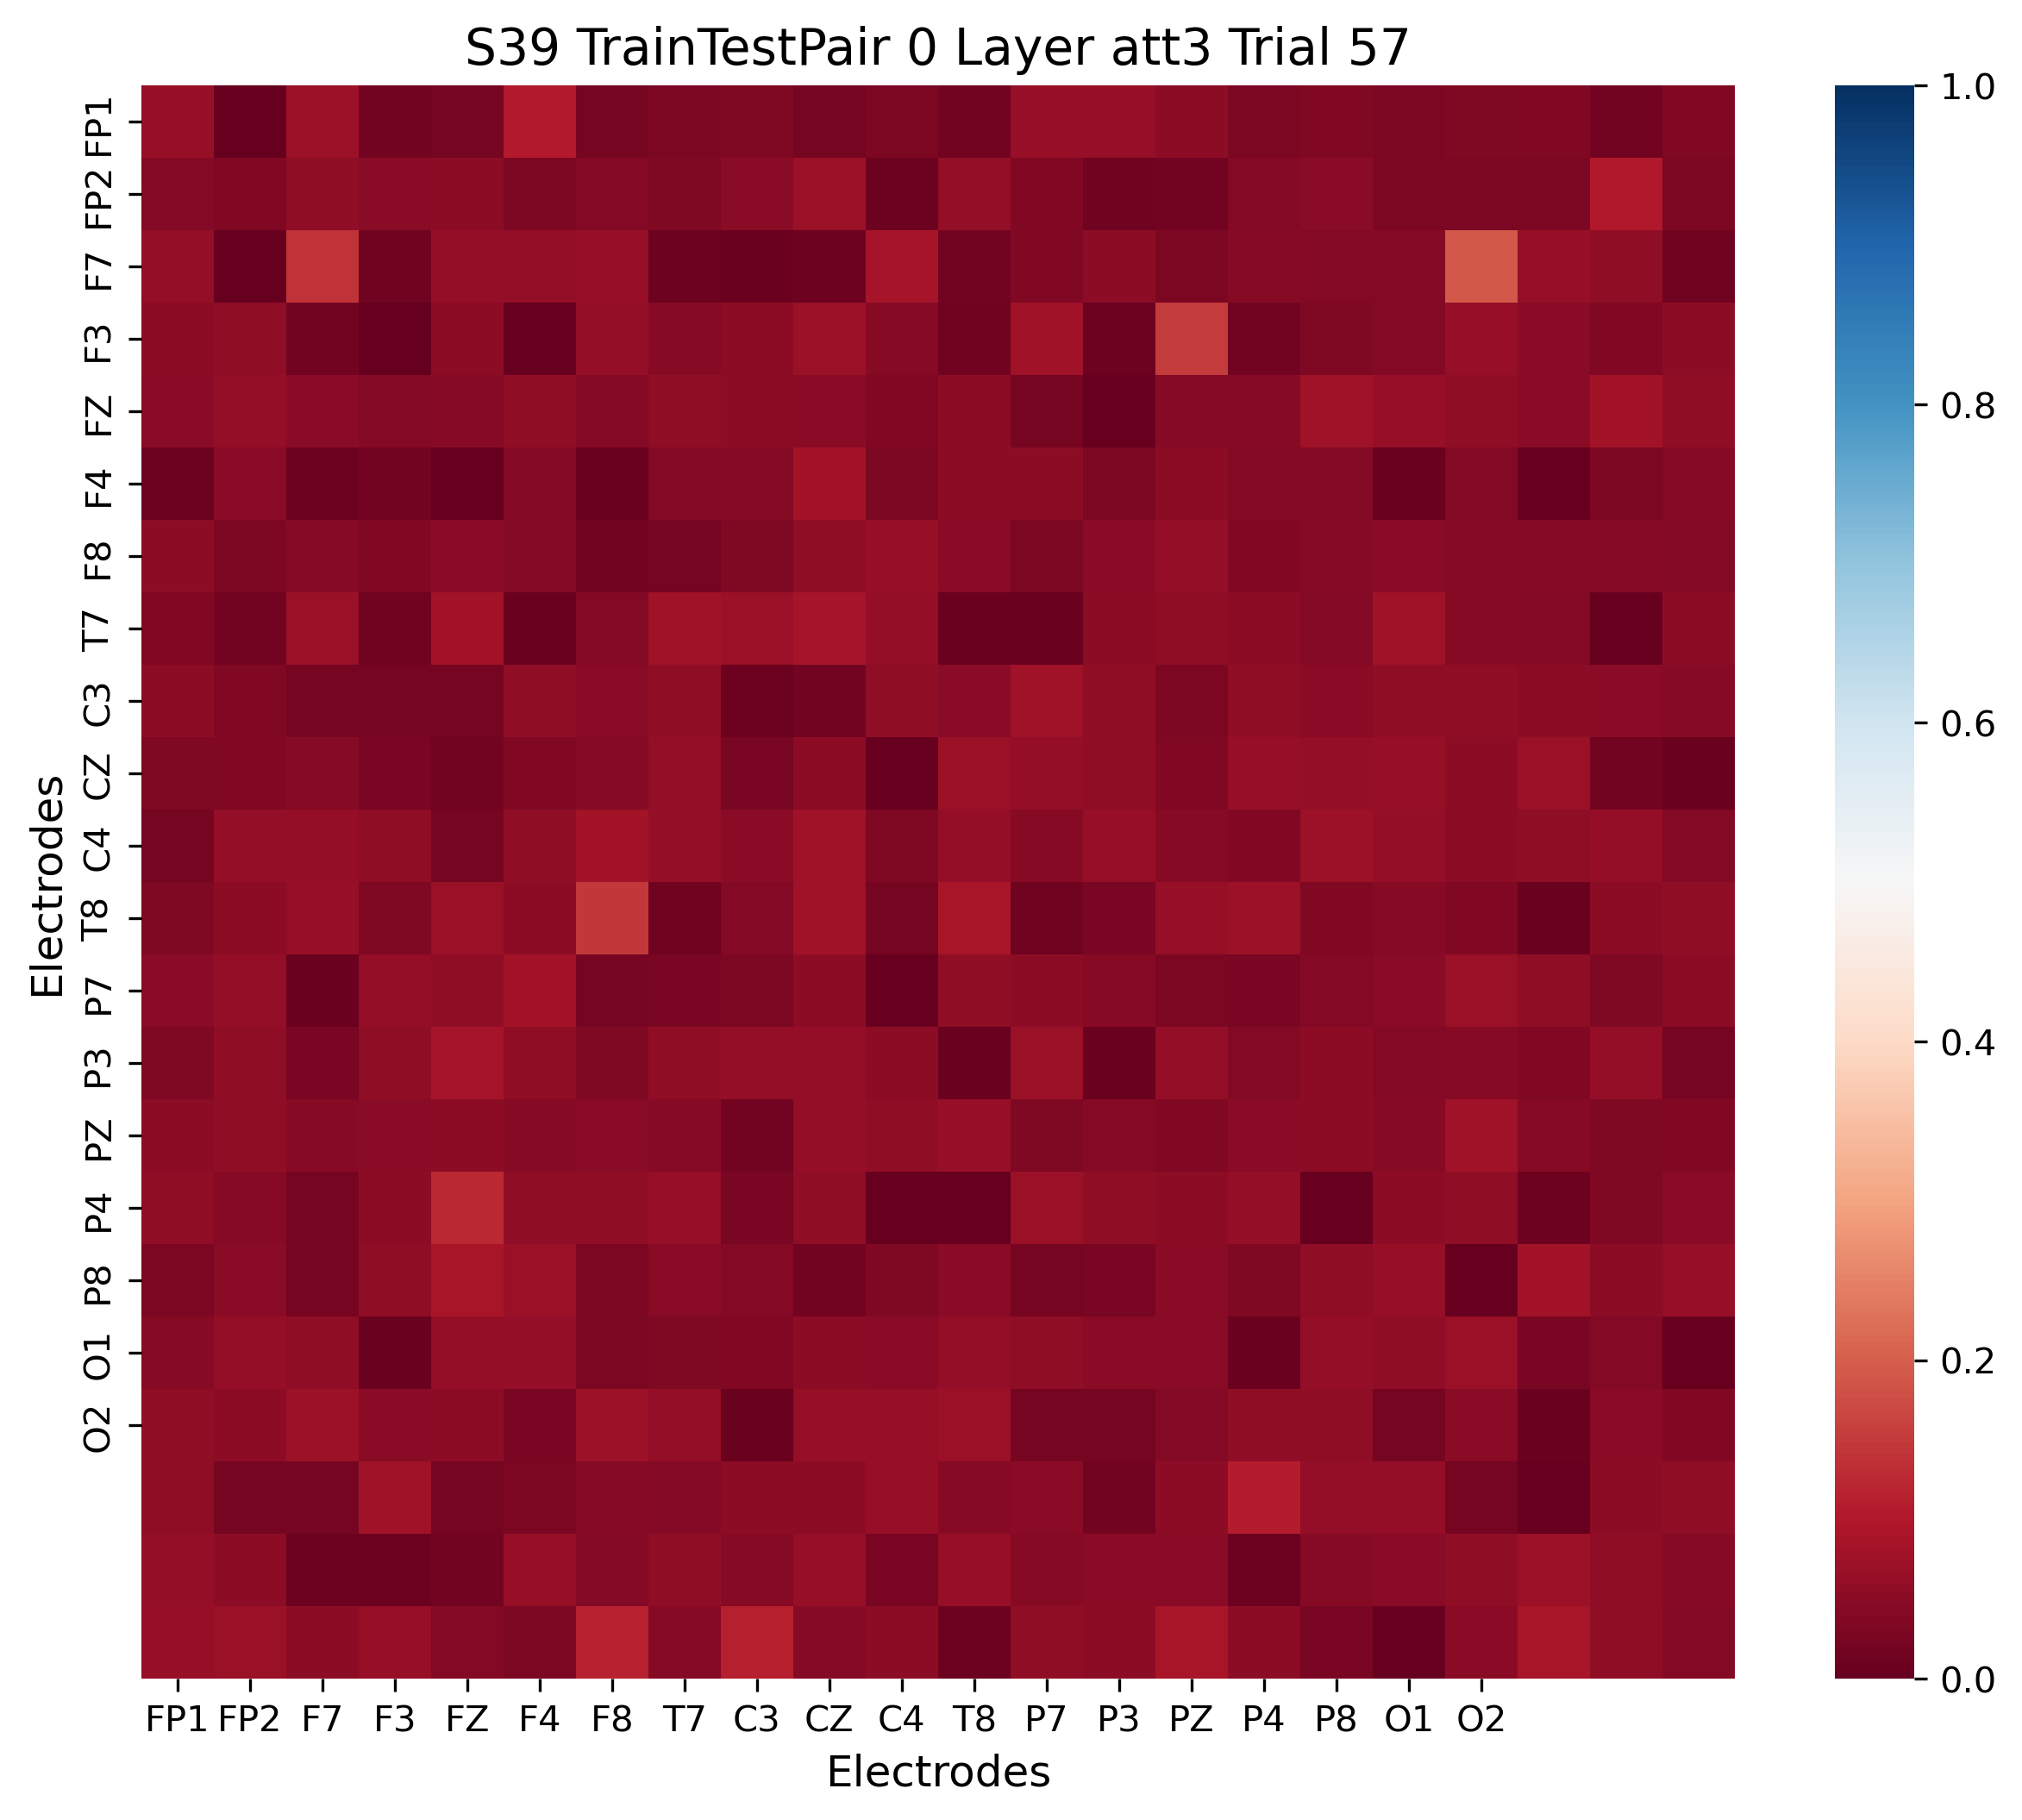 S39 TrainTestPair 0 Layer att3 Trial 57
Electrodes
FP1
FP2
F7
F3
FZ
F4
F8
T7
C3
CZ
C4
T8
P7
P3
PZ
P4
P8
O1
O2
FP1 FP2 F7 F3 FZ F4 F8 T7 C3 CZ C4 T8 P7 P3 PZ P4 P8 O1 O2
Electrodes
1.0
0.8
0.6
0.4
0.2
0.0